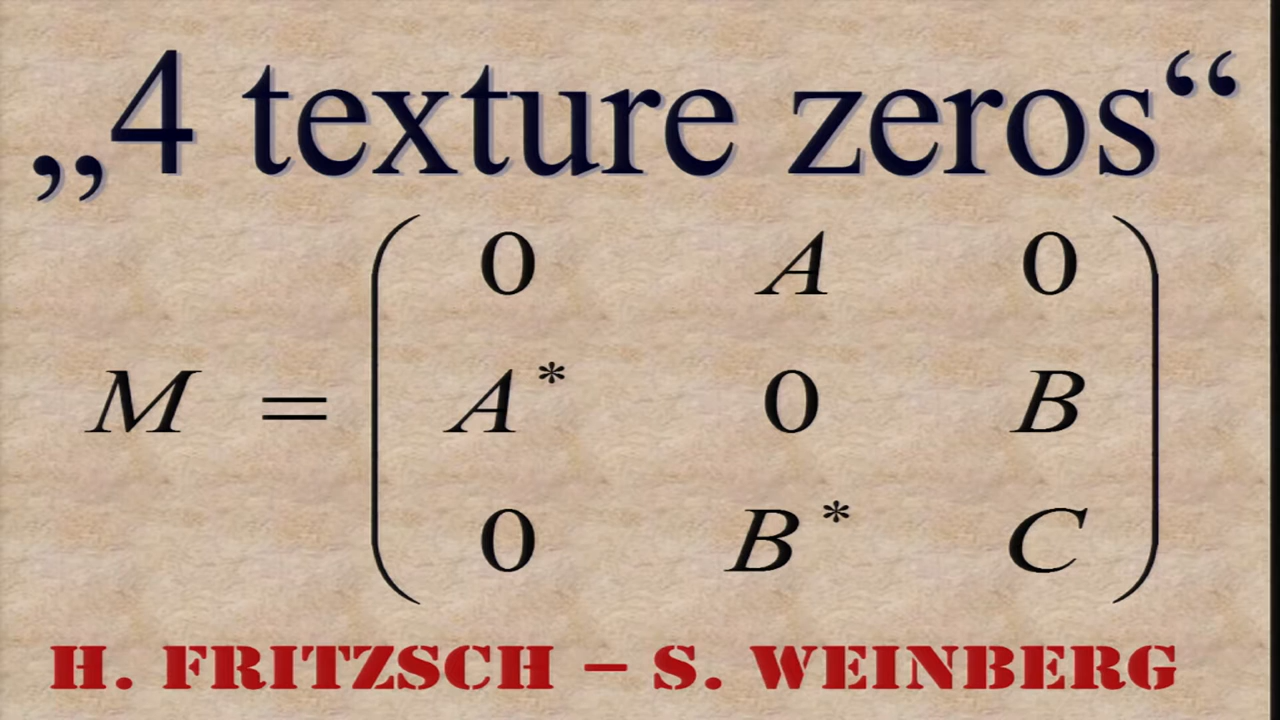 „4 texture zeros“
0 A 0
M = A* 0 B
0 B* C
H. FRITZSCH – S. WEINBERG